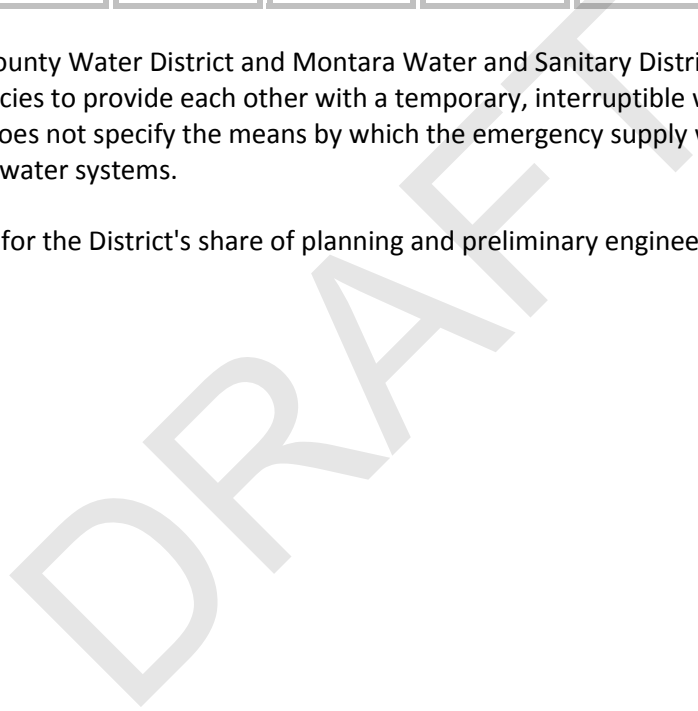 ounty Water District and Montara Water and Sanitary Distri
cies to provide each other with a temporary, interruptible
oes not specify the means by which the emergency supply
water systems.
for the District's share of planning and preliminary enginee
DRAFT